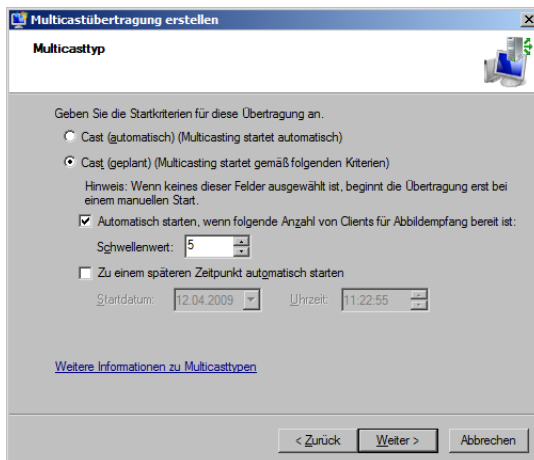 Multicastübertragung erstellen
Multicasttyp
Geben Sie die Startkriterien für diese Übertragung an.
Cast (automatisch) (Multicasting startet automatisch)
Cast (geplant) (Multicasting startet gemäß folgenden Kriterien)
Hinweis: Wenn keines dieser Felder ausgewählt ist, beginnt die Übertragung erst bei
einem manuellen Start.
Automatisch starten, wenn folgende Anzahl von Clients für Abbildempfang bereit ist:
Schwellenwert: 5
Zu einem späteren Zeitpunkt automatisch starten
Startdatum: 12.04.2009 Uhrzeit: 11:22:55
Weitere Informationen zu Multicasttypen
< Zurück Weiter > Abbrechen